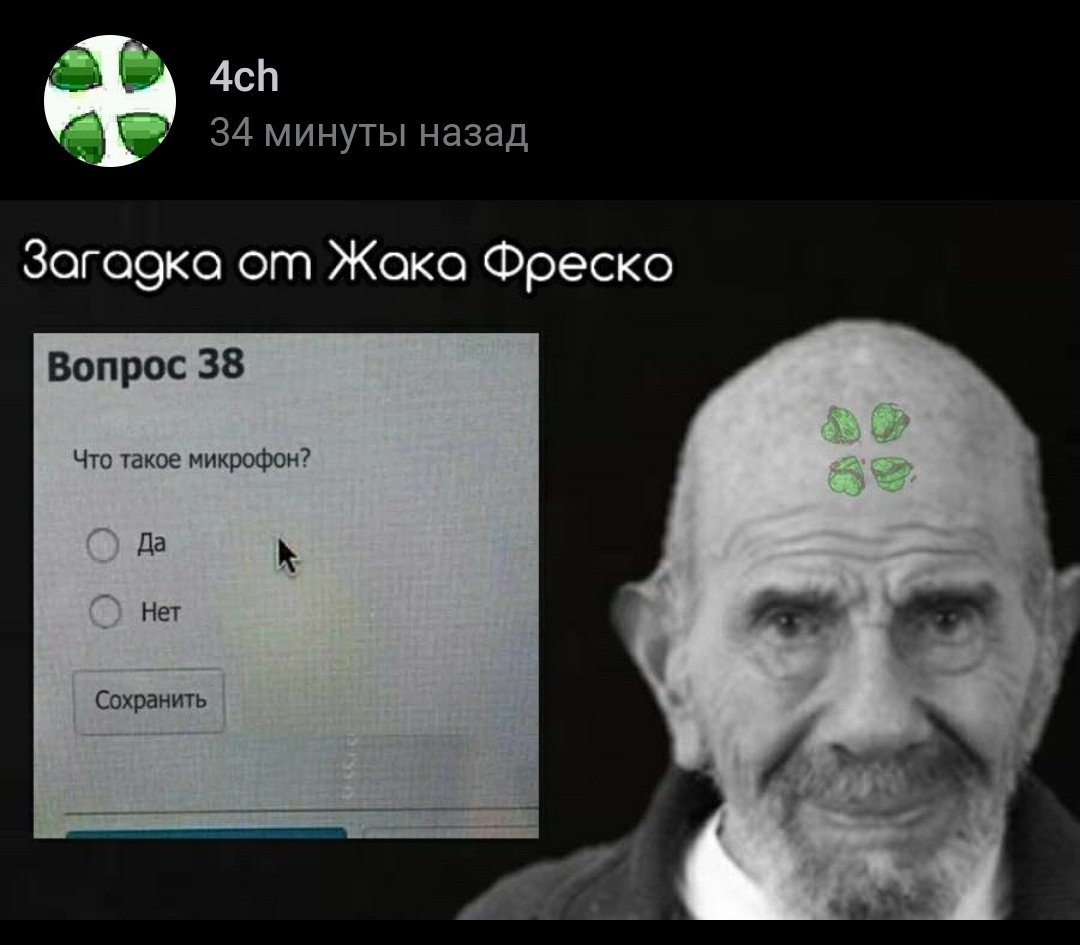 4ch
34 минуты назад
Загадка от Жака Фреско
Вопрос 38
Что такое микрофон?
Да
Нет
Сохранить